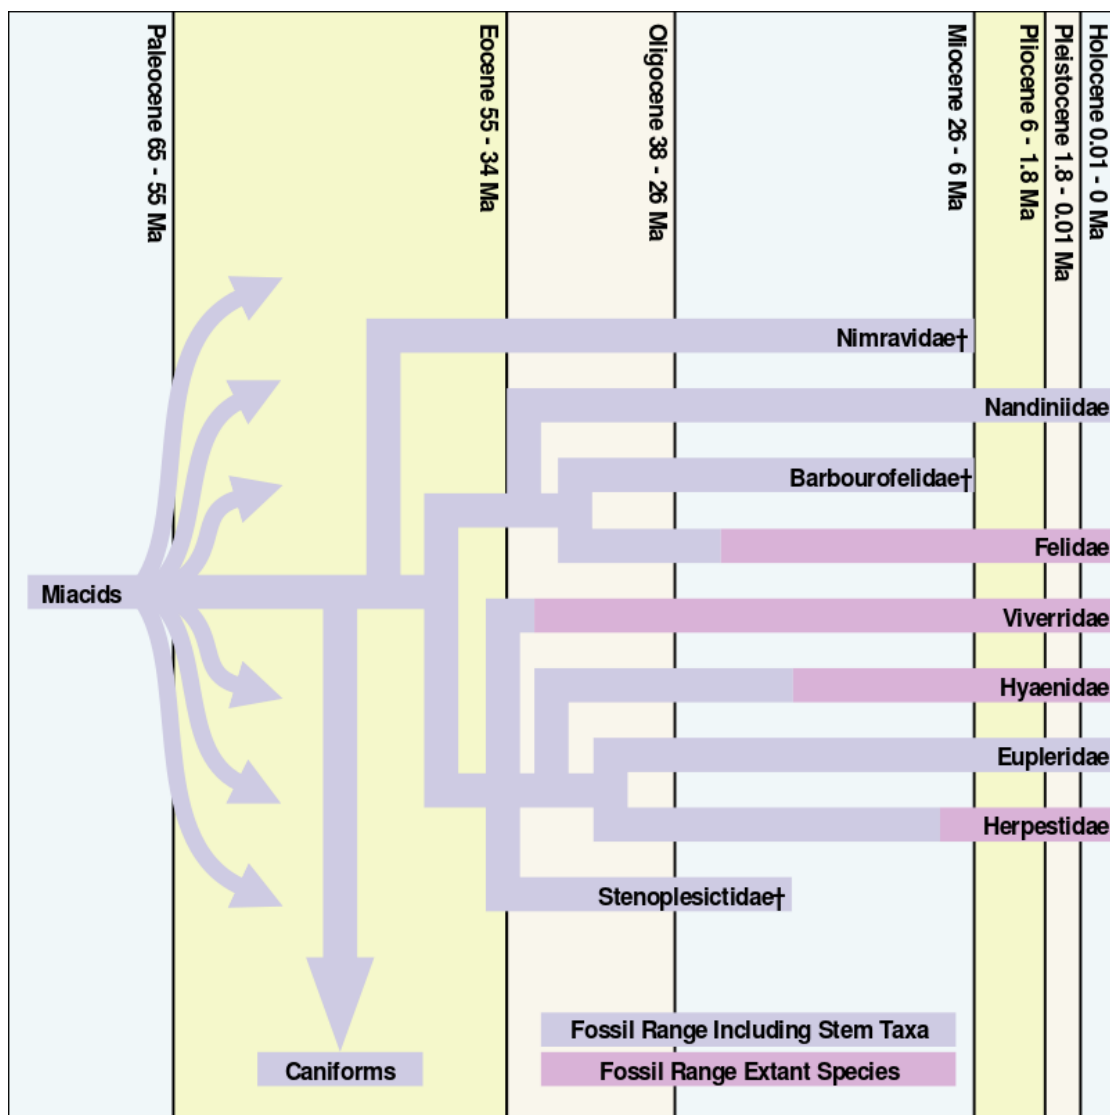 Paleocene 65 - 55 Ma
Eocene 55 - 34 Ma
Oligocene 38 - 26 Ma
Miocene 26 - 6 Ma
Pliocene 6 - 1.8 Ma
Pleistocene 1.8 - 0.01 Ma
Holocene 0.01 - 0 Ma
Nimravidae†
Nandiniidae
Barbourofelidae†
Felidae
Miacids
Viverridae
Hyaenidae
Eupleridae
Herpestidae
Stenoplesictidae†
Fossil Range Including Stem Taxa
Caniforms
Fossil Range Extant Species